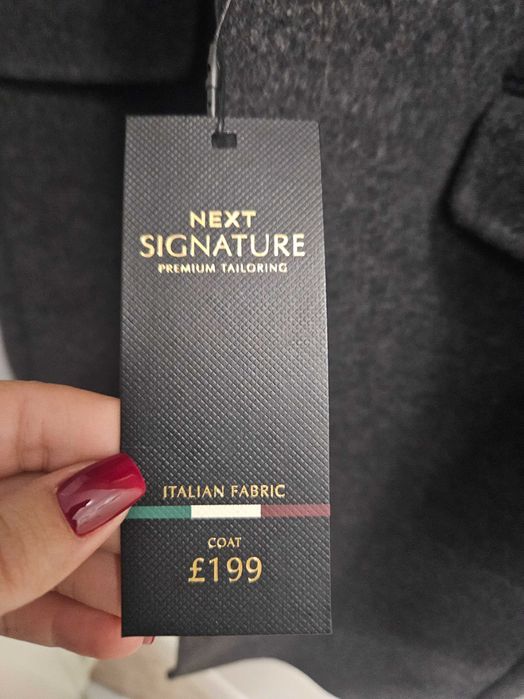 NEXT
SIGNATURE
PREMIUM TAILORING
ITALIAN FABRIC
COAT
£199